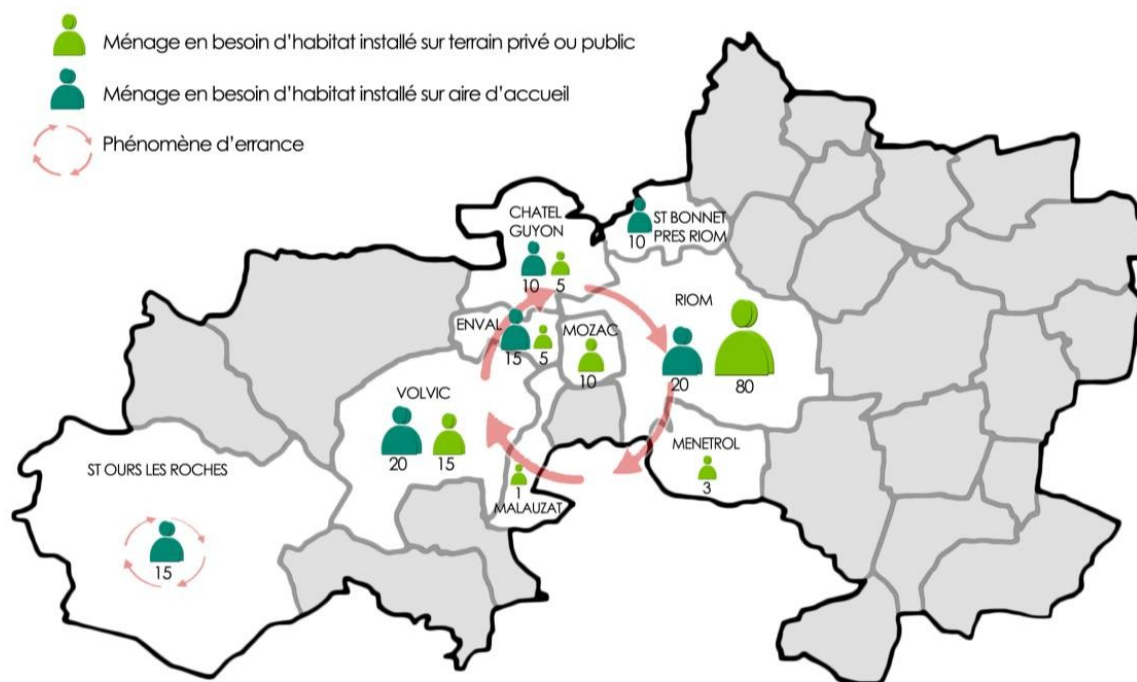 Ménage en besoin d'habitat installé sur terrain privé ou public
Ménage en besoin d'habitat installé sur aire d'accueil
Phénomène d'errance
CHATEL
GUYON
10 5
ST BONNET
PRES RIOM
10
ENVAL
15 5
MOZAC
10
RIOM
20 80
VOLVIC
20 15
MENETROL
3
1
MALAUZAT
ST OURS LES ROCHES
15